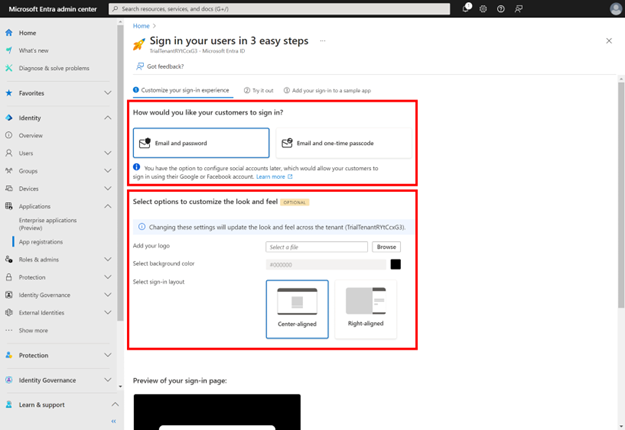 Microsoft Entra admin center
Search resources, services, and docs (G+/)
1
Home
What's new
Diagnose & solve problems
Favorites
Identity
Overview
Users
Groups
Devices
Applications
Enterprise applications
(Preview)
App registrations
Roles & admins
Protection
Identity Governance
External Identities
Show more
Protection
Identity Governance
Learn & support
Home
Sign in your users in 3 easy steps
TrialTenantRYtCcxG3 - Microsoft Entra ID
Got feedback?
1 Customize your sign-in experience
2 Try it out
3 Add your sign-in to a sample app
How would you like your customers to sign in?
Email and password
Email and one-time passcode
You have the option to configure social accounts later, which would allow your customers to
sign in using their Google or Facebook account. Learn more
Select options to customize the look and feel OPTIONAL
Changing these settings will update the look and feel across the tenant (TrialTenantRYtCcxG3).
Add your logo
Select a file
Browse
Select background color
#000000
Select sign-in layout
Center-aligned
Right-aligned
Preview of your sign-in page: